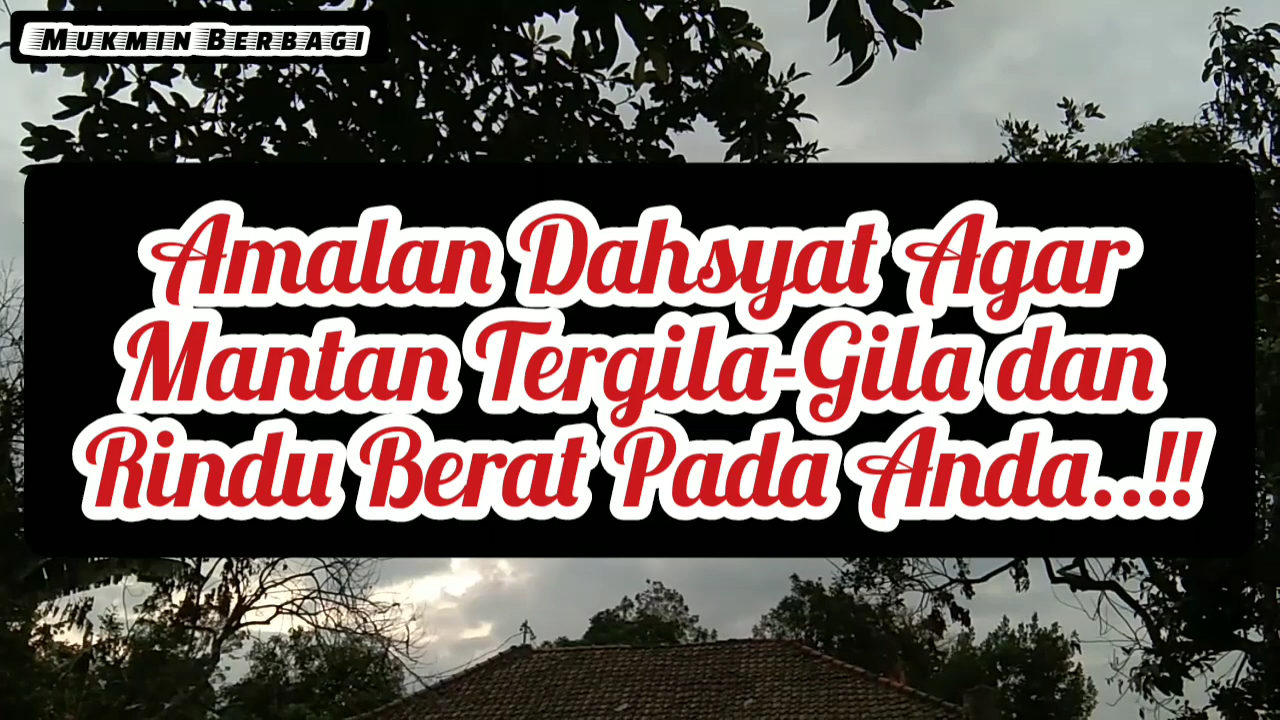 Mukmin Berbagi
Amalan Dahsyat Agar
Mantan Tergila-Gila dan
Rindu Berat Pada Anda...!!